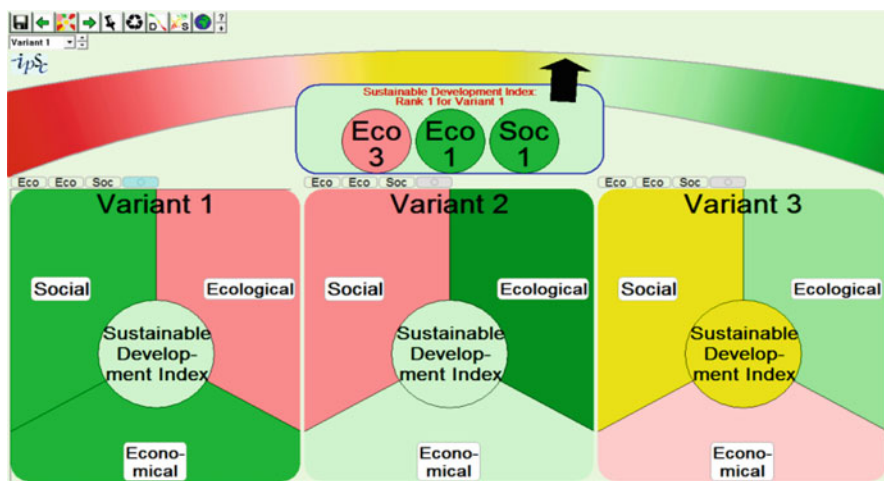 D
S
?
Variant 1
ipsc
Sustainable Development Index:
Rank 1 for Variant 1
Eco
3
Eco
1
Soc
1
Eco Eco Soc
Eco Eco Soc
Eco Eco Soc
Variant 1
Variant 2
Variant 3
Social
Ecological
Social
Ecological
Social
Ecological
Sustainable
Develop-
ment Index
Sustainable
Develop-
ment Index
Sustainable
Develop-
ment Index
Econo-
mical
Econo-
mical
Econo-
mical